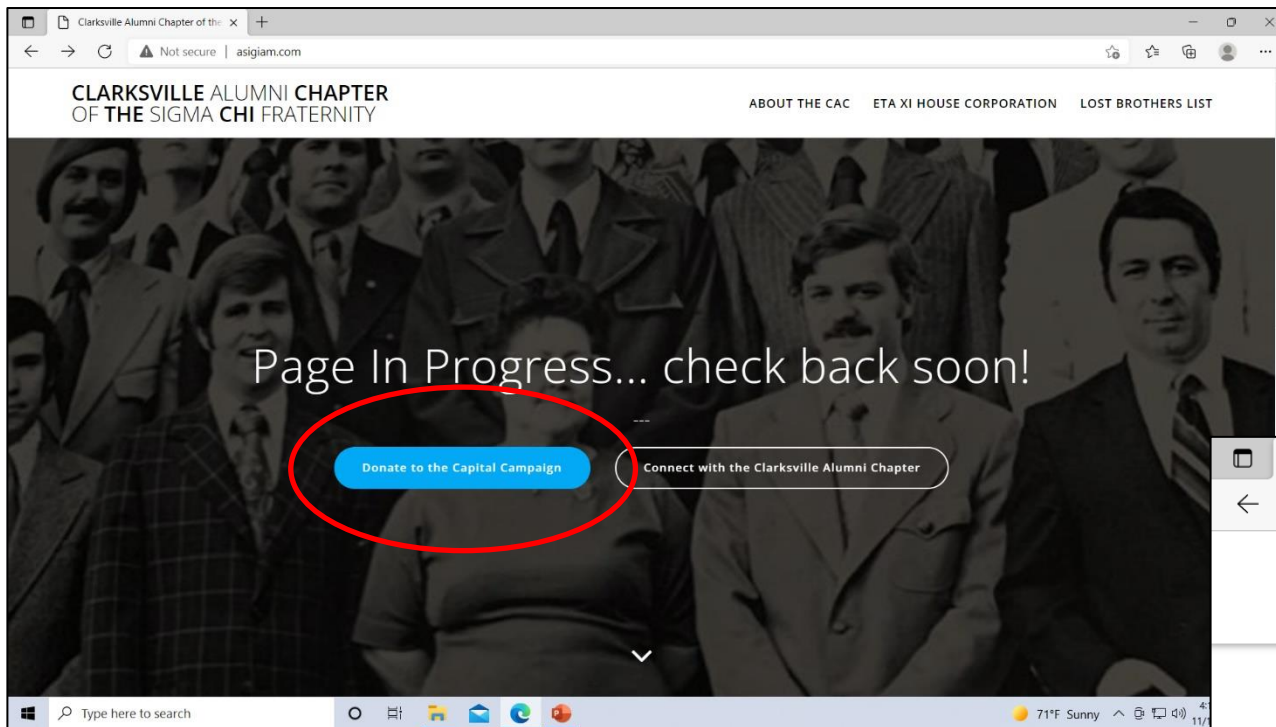 Clarksville Alumni Chapter of the
Not secure | asigiam.com
CLARKSVILLE ALUMNI CHAPTER
OF THE SIGMA CHI FRATERNITY
ABOUT THE CAC ETA XI HOUSE CORPORATION LOST BROTHERS LIST
Page In Progress... check back soon!
---
Donate to the Capital Campaign
Connect with the Clarksville Alumni Chapter
Type here to search
71°F Sunny